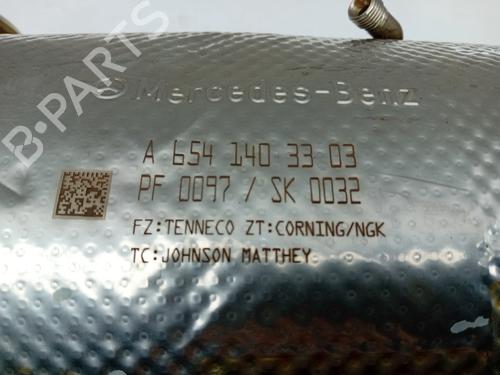 B-PARTS
Mercedes-Benz
A 654 140 33 03
PF 0097 / SK 0032
FZ:TENNECO ZT:CORNING/NGK
TC:JOHNSON MATTHEY